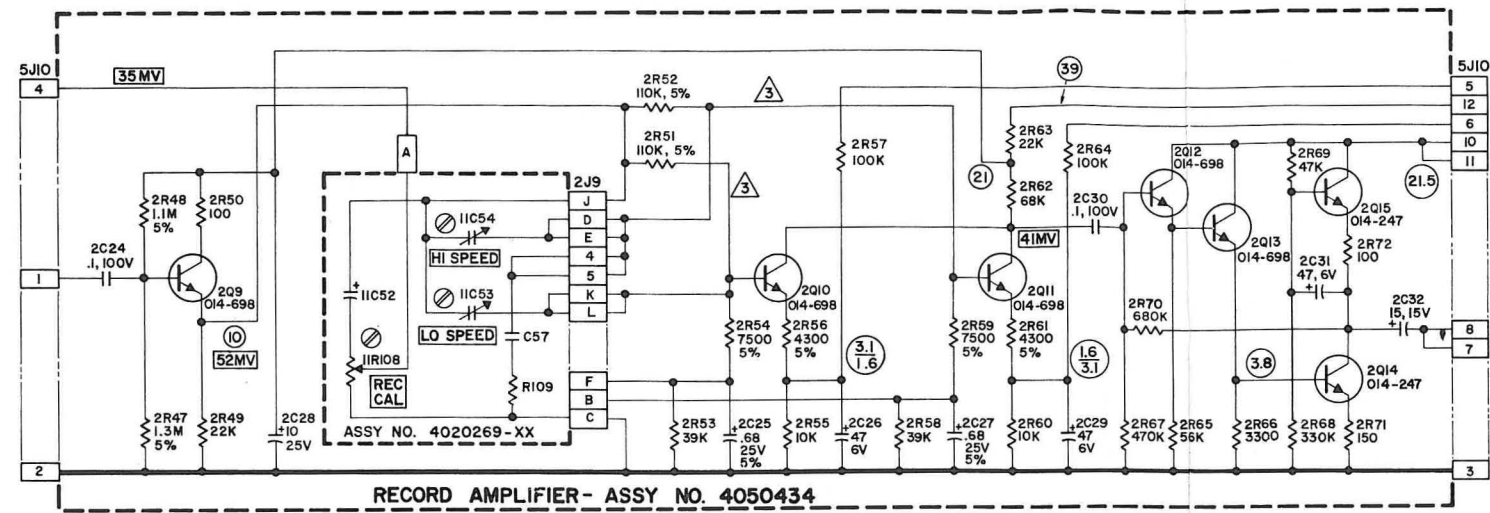 5J10
4
35 MV
1
2
2C24
.1, 100V
2R48
1.1M
5%
2R50
100
2Q9
014-698
10
52MV
2R47
1.3M
5%
2R49
22K
2C28
+10
25V
A
11C52
11C54
HI SPEED
11C53
LO SPEED
11R108
REC
CAL
C57
R109
ASSY NO. 4020269-XX
2J9
J
D
E
4
5
K
L
F
B
C
2R52
110K, 5%
2R51
110K, 5%
3
3
2R57
100K
2Q10
014-698
2R54
7500
5%
2R56
4300
5%
3.1
1.6
2R53
39K
2C25
.68
25V
5%
2R55
10K
2C26
47
6V
2R58
39K
2R59
7500
5%
2C27
.68
25V
5%
39
2R63
22K
21
2R62
68K
41MV
2Q11
014-698
2R61
4300
5%
2R60
10K
1.6
3.1
2C29
47
6V
2R64
100K
2C30
.1, 100V
2Q12
014-698
2Q13
014-698
2R70
680K
2R67
470K
2R65
56K
3.8
2R66
3300
2R69
47K
2Q15
014-247
2R72
100
2C31
47, 6V
2C32
15, 15V
2Q14
014-247
2R68
330K
2R71
150
21.5
5J10
5
12
6
10
11
8
7
3
RECORD AMPLIFIER- ASSY NO. 4050434